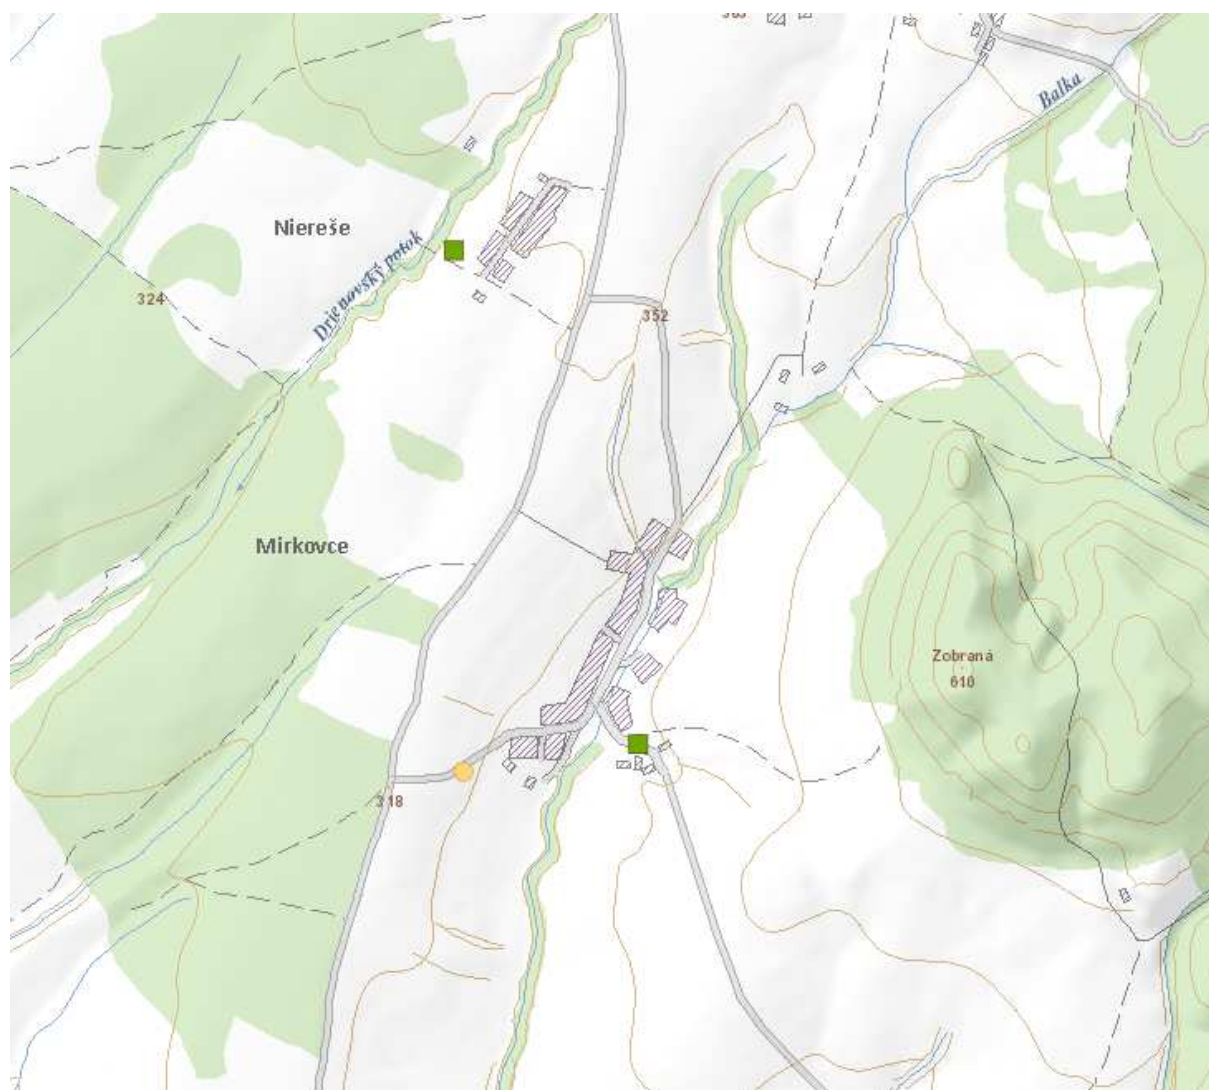 Balka
Niereše
Drienovský potok
324
352
Mirkovce
Zobraná
610
318